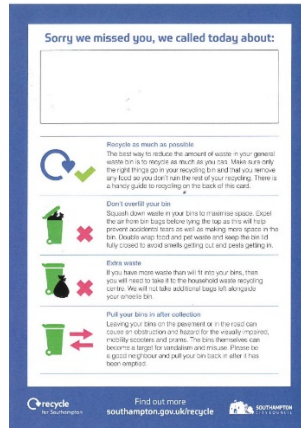 Sorry we missed you, we called today about:
Recycle as much as possible
The best way to reduce the amount of waste in your general
waste bin is to recycle as much as you can. Make sure only
the right things go in your recycling bin and that you remove
any food so you don't ruin the rest of your recycling. There is
a handy guide to recycling on the back of this card.
Don't overfill your bin
Squash down waste in your bins to maximise space. Expel
the air from bin bags before tying the top as this will help
prevent accidental tears as well as making more space in the
bin. Double wrap food and pet waste and keep the bin lid
fully closed to avoid smells getting out and pests getting in.
Extra waste
If you have more waste than will fit into your bins, then
you will need to take it to the household waste recycling
centre. We will not take additional bags left alongside
your wheelie bin.
Pull your bins in after collection
Leaving your bins on the pavement or in the road can
cause an obstruction and hazard for the visually impaired,
mobility scooters and prams. The bins themselves can
become a target for vandalism and misuse. Please be
a good neighbour and pull your bin back in after it has
been emptied.
recycle
for Southampton
Find out more
southampton.gov.uk/recycle
SOUTHAMPTON
CITY COUNCIL